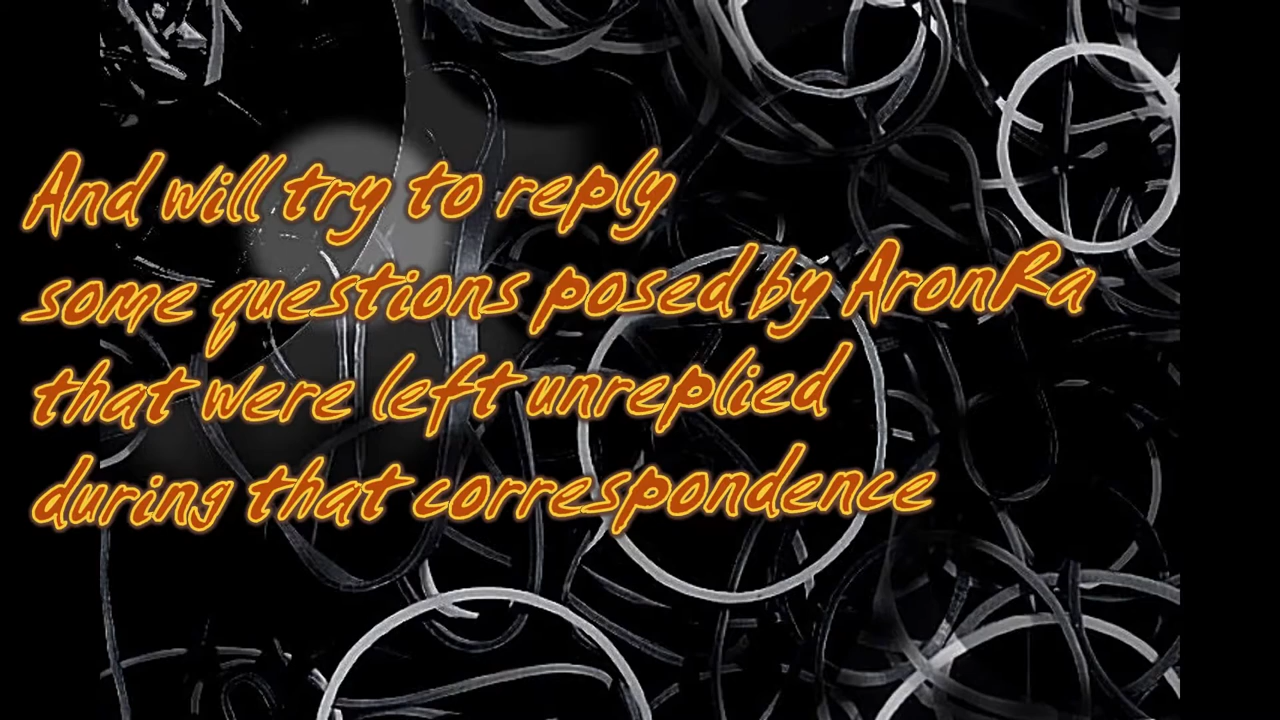 And will try to reply
some questions posed by AronRa
that were left unreplied
during that correspondence